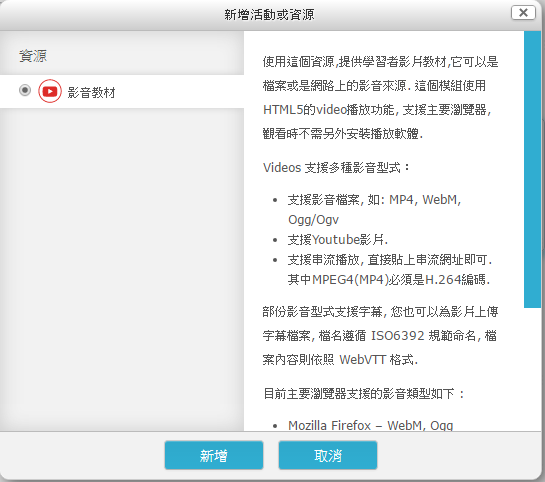 新增活動或資源
資源
影音教材
使用這個資源,提供學習者影片教材,它可以是
檔案或是網路上的影音來源. 這個模組使用
HTML5的video播放功能, 支援主要瀏覽器,
觀看時不需另外安裝播放軟體.
Videos 支援多種影音型式：
支援影音檔案, 如: MP4, WebM,
Ogg/Ogv
支援Youtube影片.
支援串流播放, 直接貼上串流網址即可.
其中MPEG4(MP4)必須是H.264編碼.
部份影音型式支援字幕, 您也可以為影片上傳
字幕檔案, 檔名遵循 ISO6392 規範命名, 檔
案內容則依照 WebVTT 格式.
目前主要瀏覽器支援的影音類型如下：
Mozilla Firefox – WebM, Ogg
新增
取消